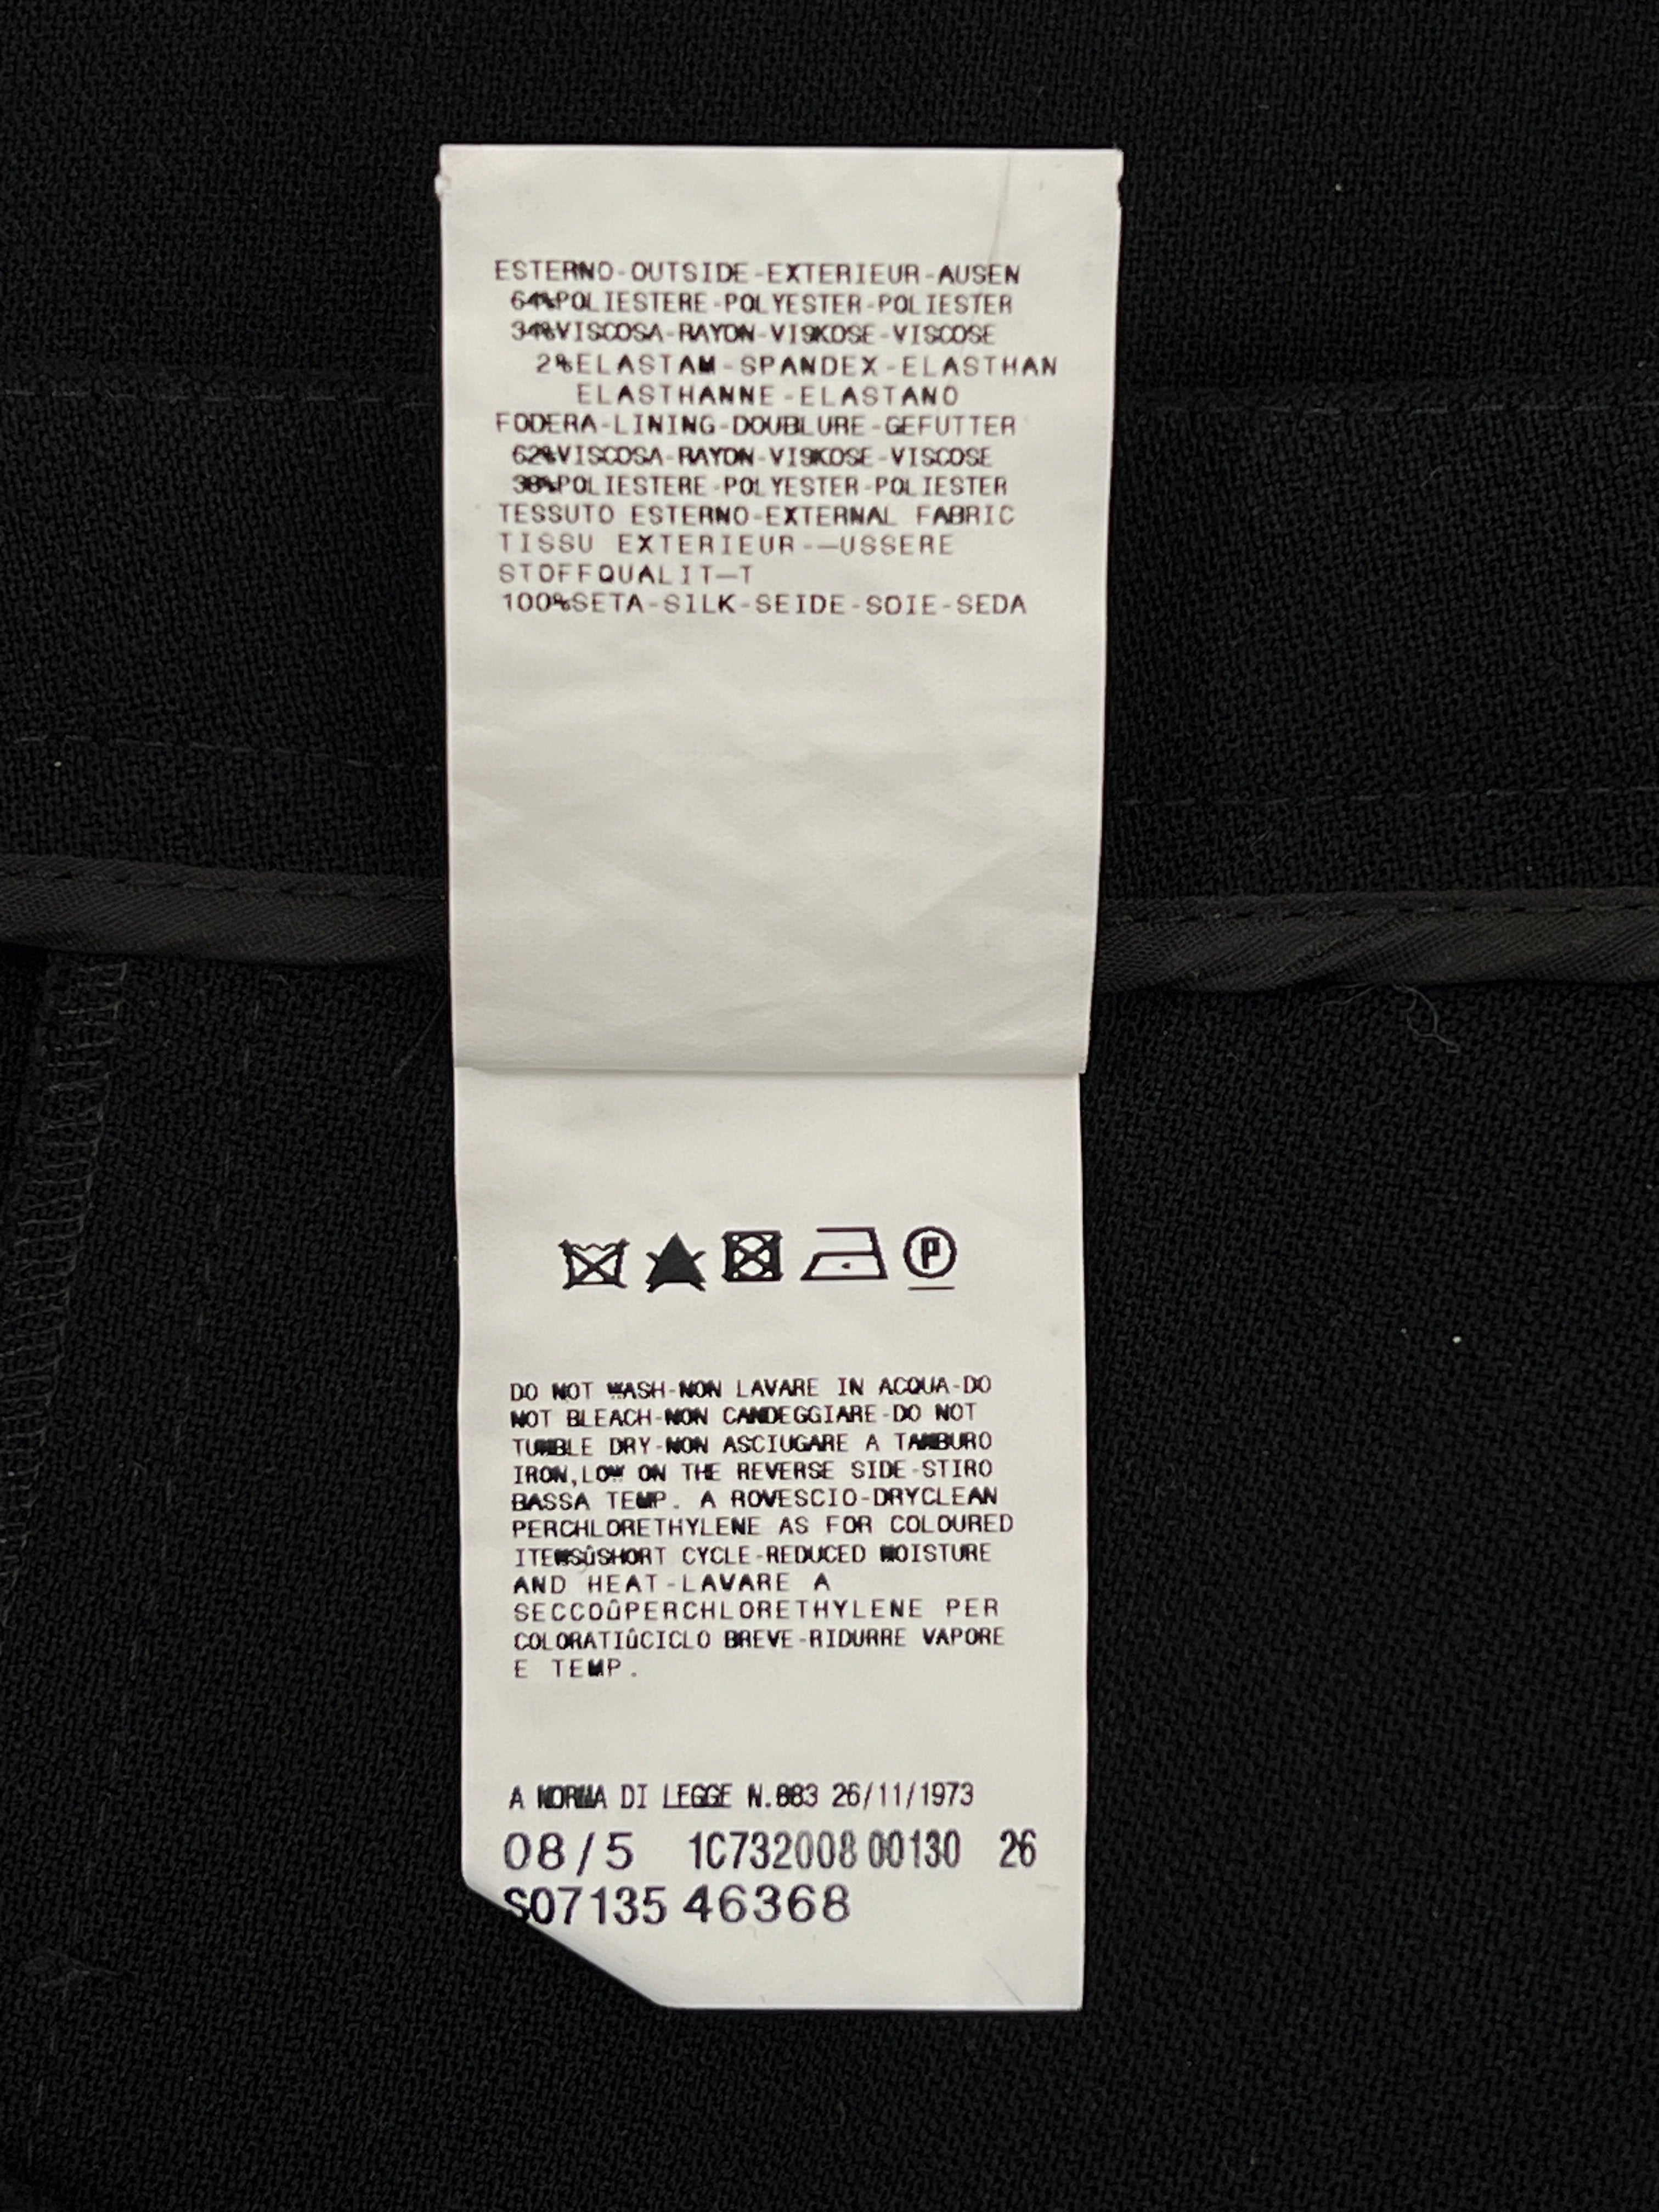 ESTERNO-OUTSIDE-EXTERIEUR-AUSEN
64%POLIESTERE-POLYESTER-POLIESTER
34%VISCOSA-RAYON-VISKOSE-VISCOSE
2%ELASTAM-SPANDEX-ELASTHAN
ELASTHANNE-ELASTANO
FODERA-LINING-DOUBLURE-GEFUTTER
62%VISCOSA-RAYON-VISKOSE-VISCOSE
38%POLIESTERE-POLYESTER-POLIESTER
TESSUTO ESTERNO-EXTERNAL FABRIC
TISSU EXTERIEUR-—USSERE
STOFFQUALIT—T
100%SETA-SILK-SEIDE-SOIE-SEDA
P
DO NOT WASH-NON LAVARE IN ACQUA-DO
NOT BLEACH-NON CANDEGGIARE-DO NOT
TUMBLE DRY-NON ASCIUGARE A TAMBURO
IRON,LOW ON THE REVERSE SIDE-STIRO
BASSA TEMP. A ROVESCIO-DRYCLEAN
PERCHLORETHYLENE AS FOR COLOURED
ITEMSûSHORT CYCLE-REDUCED MOISTURE
AND HEAT-LAVARE A
SECCOûPERCHLORETHYLENE PER
COLORATIûCICLO BREVE-RIDURRE VAPORE
E TEMP.
A NORMA DI LEGGE N.883 26/11/1973
08/5 1C732008 00130 26
S07135 46368